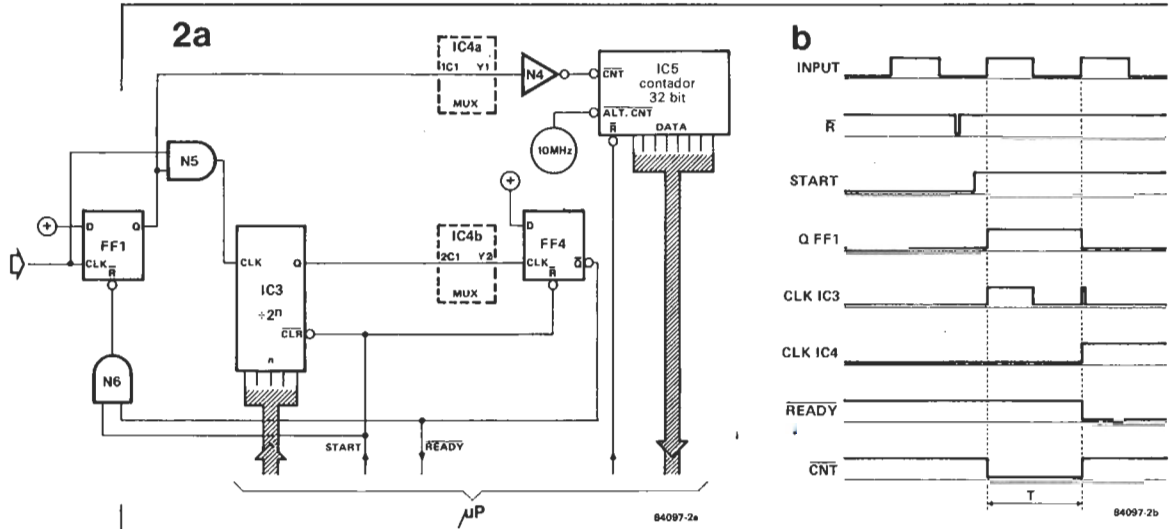 2a
IC4a
1C1 Y1
MUX
N4
CNT
IC5
contador
32 bit
ALT. CNT
R
DATA
10MHz
N5
+
D Q
FF1
CLK
R
+
IC4b
2C1 Y2
MUX
D
FF4
CLK Q
R
CLK Q
IC3
÷2n
CLR
n
N6
START
READY
µP
84097-2a
b
INPUT
R
START
Q FF1
CLK IC3
CLK IC4
READY
CNT
T
84097-2b